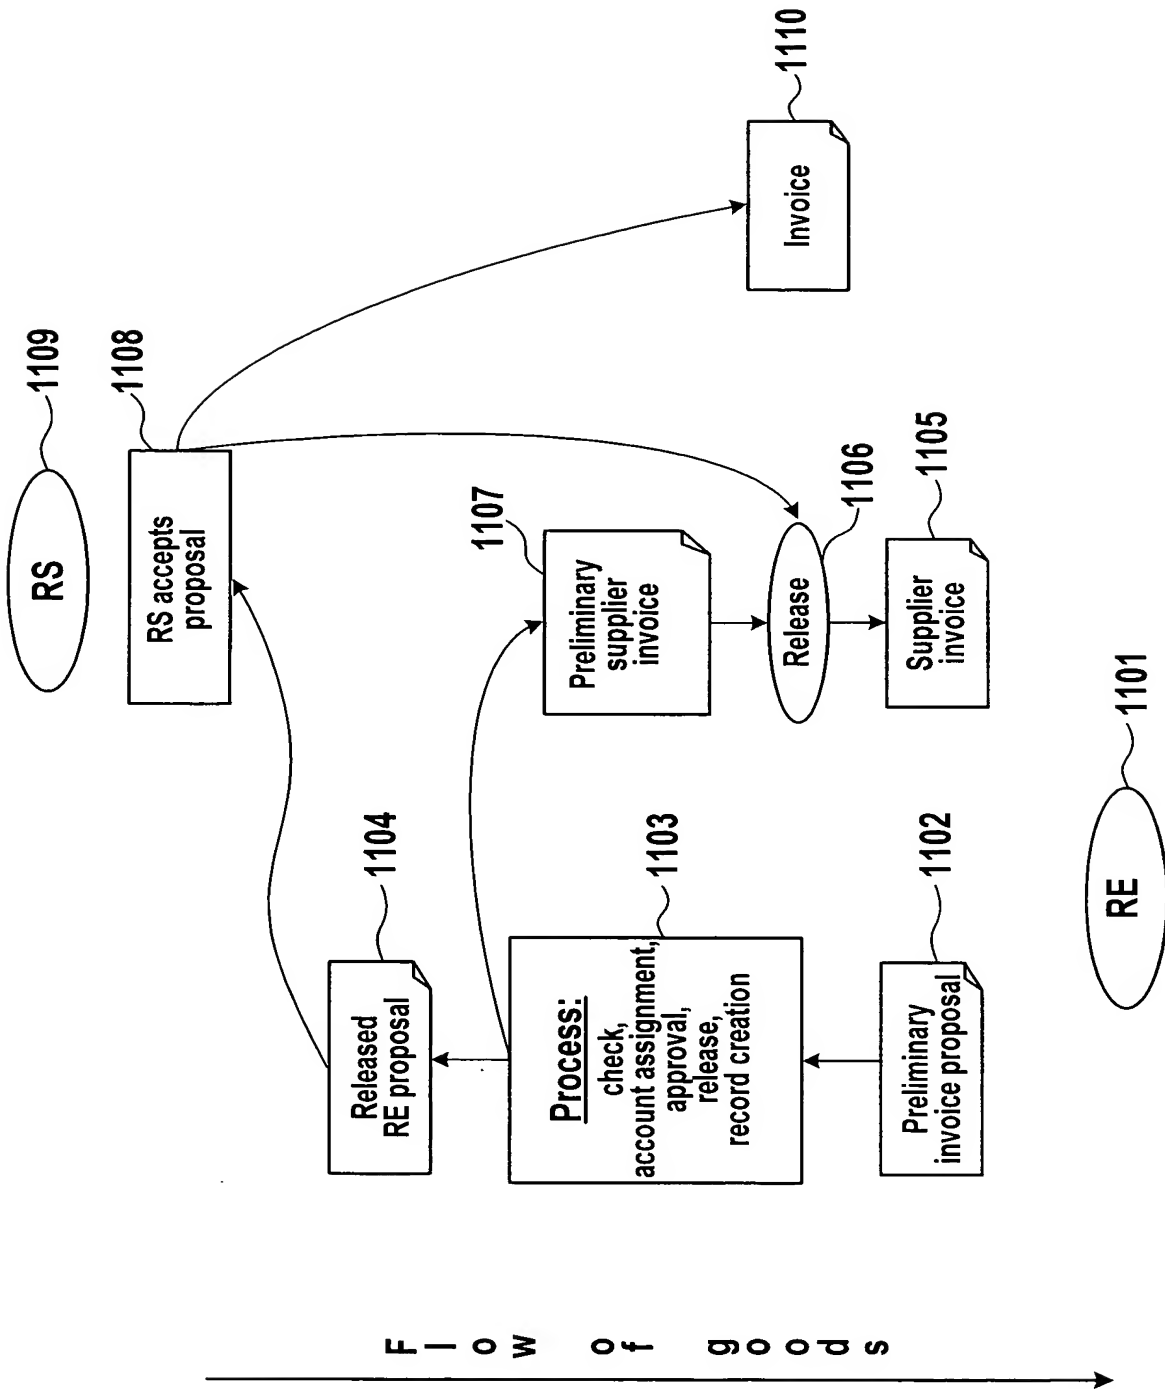 RS
1109
RS accepts
proposal
1108
Released
RE proposal
1104
Process:
check,
account assignment,
approval,
release,
record creation
1103
Preliminary
invoice proposal
1102
Preliminary
supplier
invoice
1107
Release
1106
Supplier
invoice
1105
Invoice
1110
RE
1101
Flow of goods